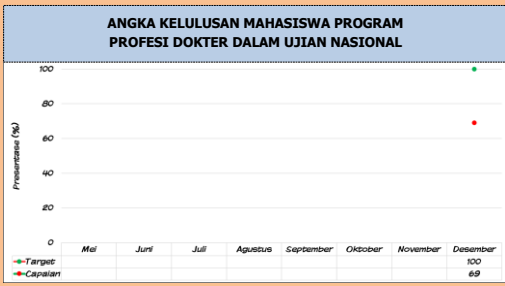 ANGKA KELULUSAN MAHASISWA PROGRAM
PROFESI DOKTER DALAM UJIAN NASIONAL
Presentase (%)
100
80
60
40
20
0
Mei Juni Juli Agustus September Oktober November Desember
Target 100
Capaian 69